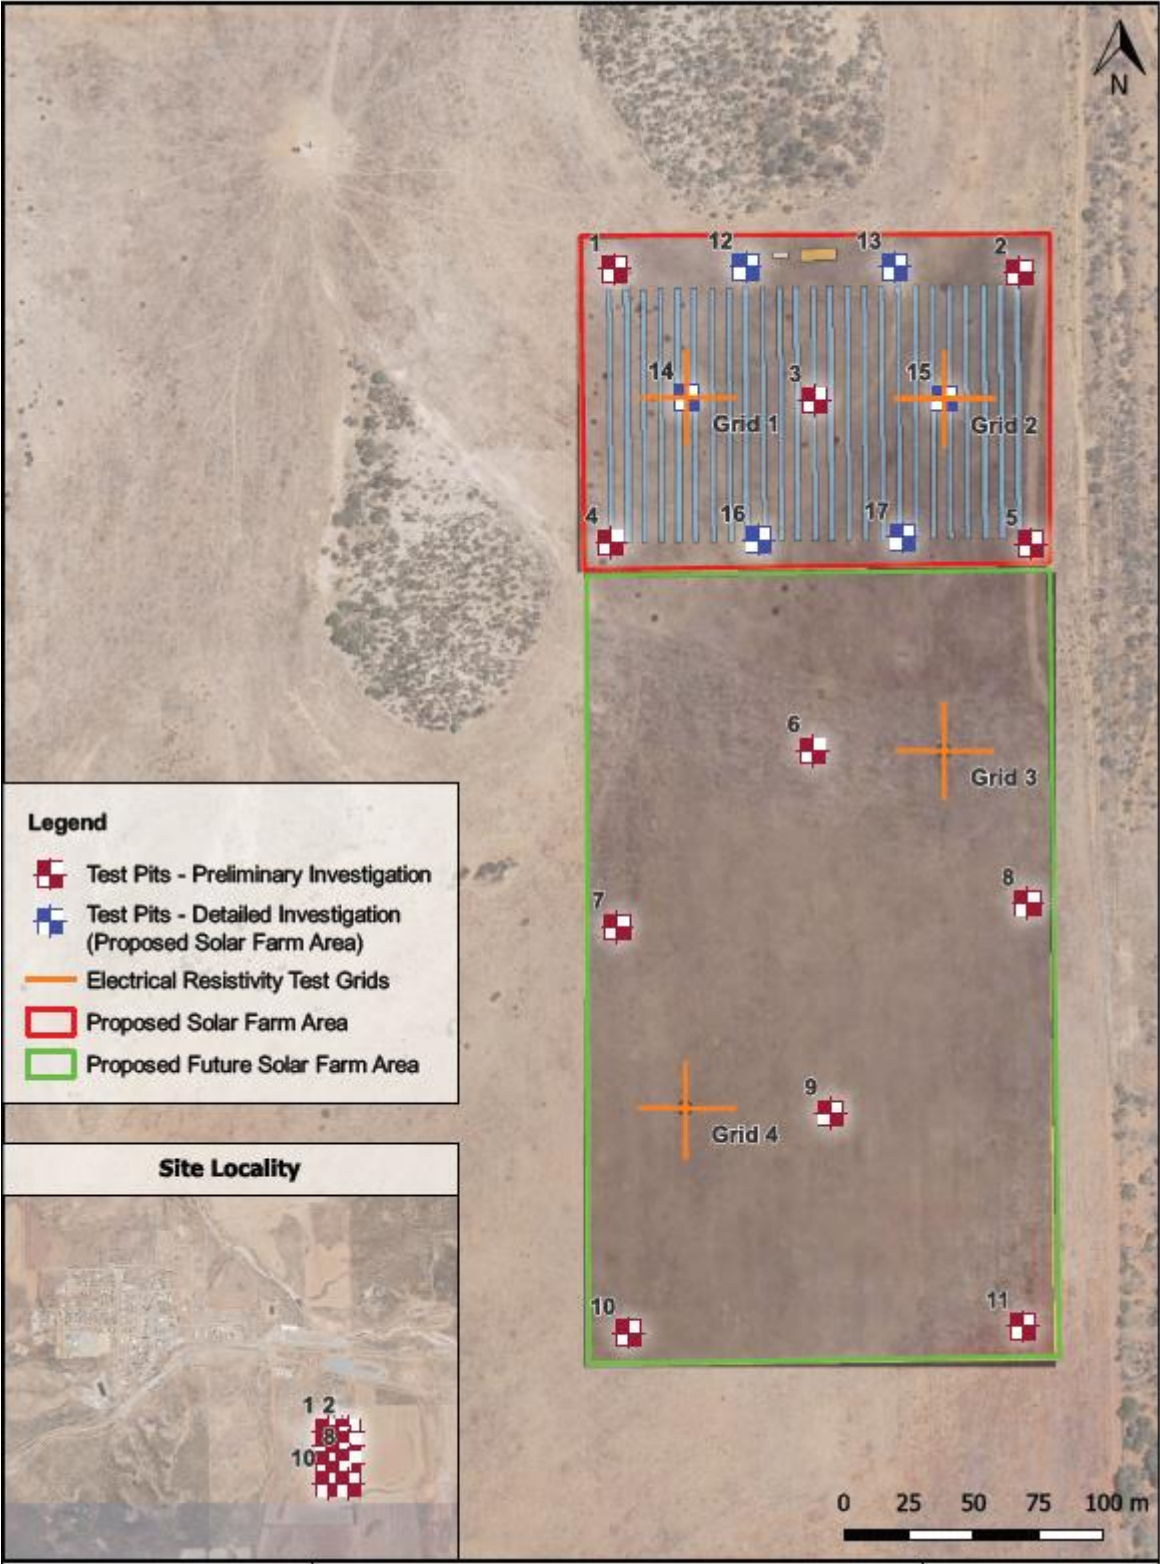 N
1
12
13
2
14
3
15
Grid 1
Grid 2
4
16
17
5
6
Grid 3
7
8
9
Grid 4
10
11
Legend
Test Pits - Preliminary Investigation
Test Pits - Detailed Investigation
(Proposed Solar Farm Area)
Electrical Resistivity Test Grids
Proposed Solar Farm Area
Proposed Future Solar Farm Area
Site Locality
1 2
8
10
0 25 50 75 100 m